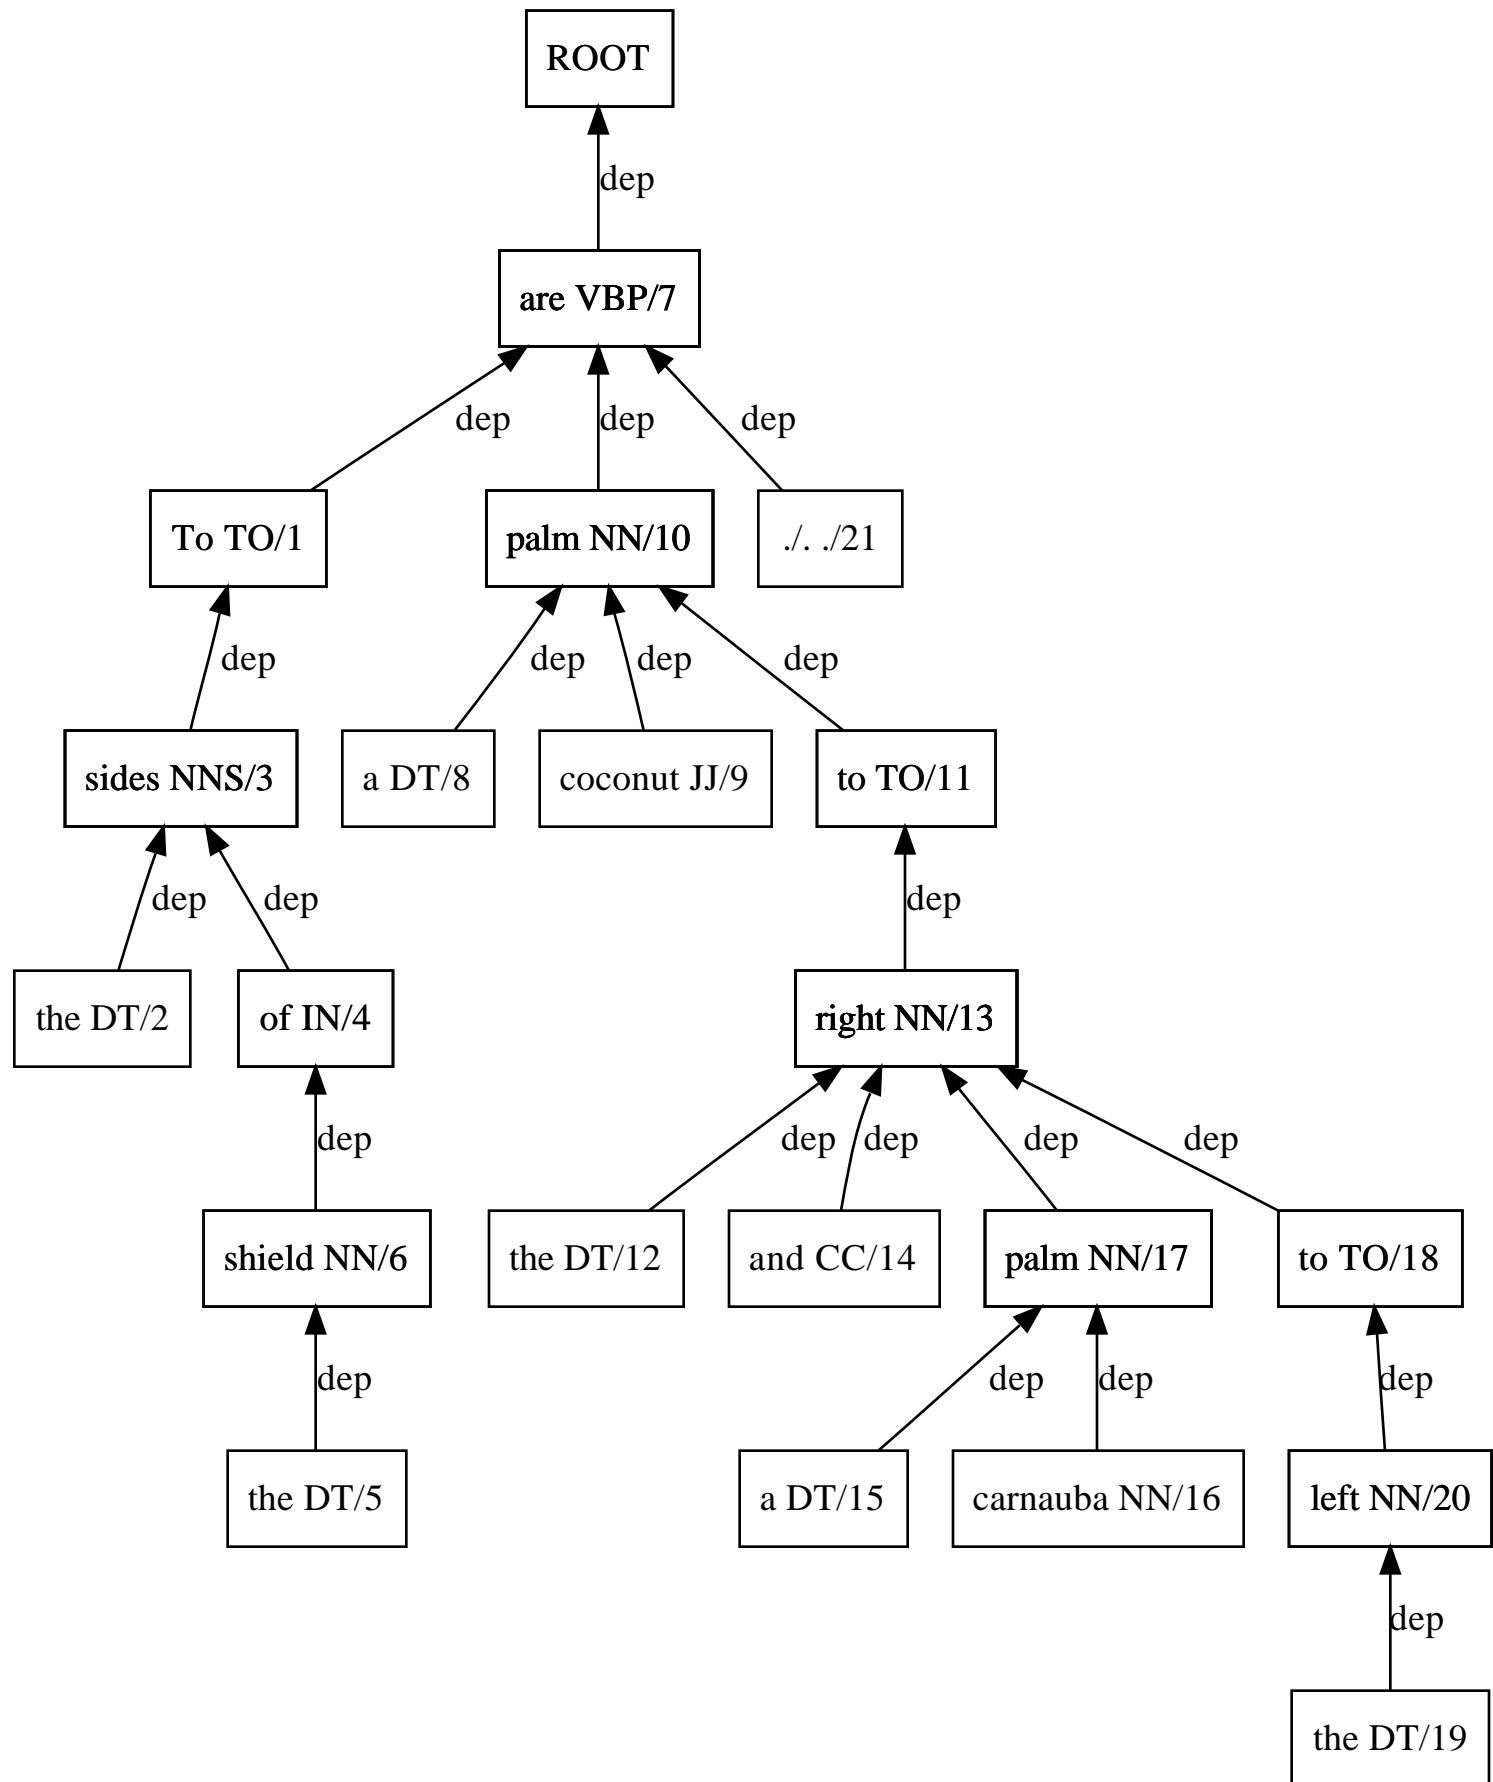 ROOT
dep
are VBP/7
dep dep dep
To TO/1 palm NN/10 ./. ./21
dep dep dep dep
sides NNS/3 a DT/8 coconut JJ/9 to TO/11
dep dep dep
the DT/2 of IN/4 right NN/13
dep dep dep dep dep
shield NN/6 the DT/12 and CC/14 palm NN/17 to TO/18
dep dep dep dep
the DT/5 a DT/15 carnauba NN/16 left NN/20
dep
the DT/19